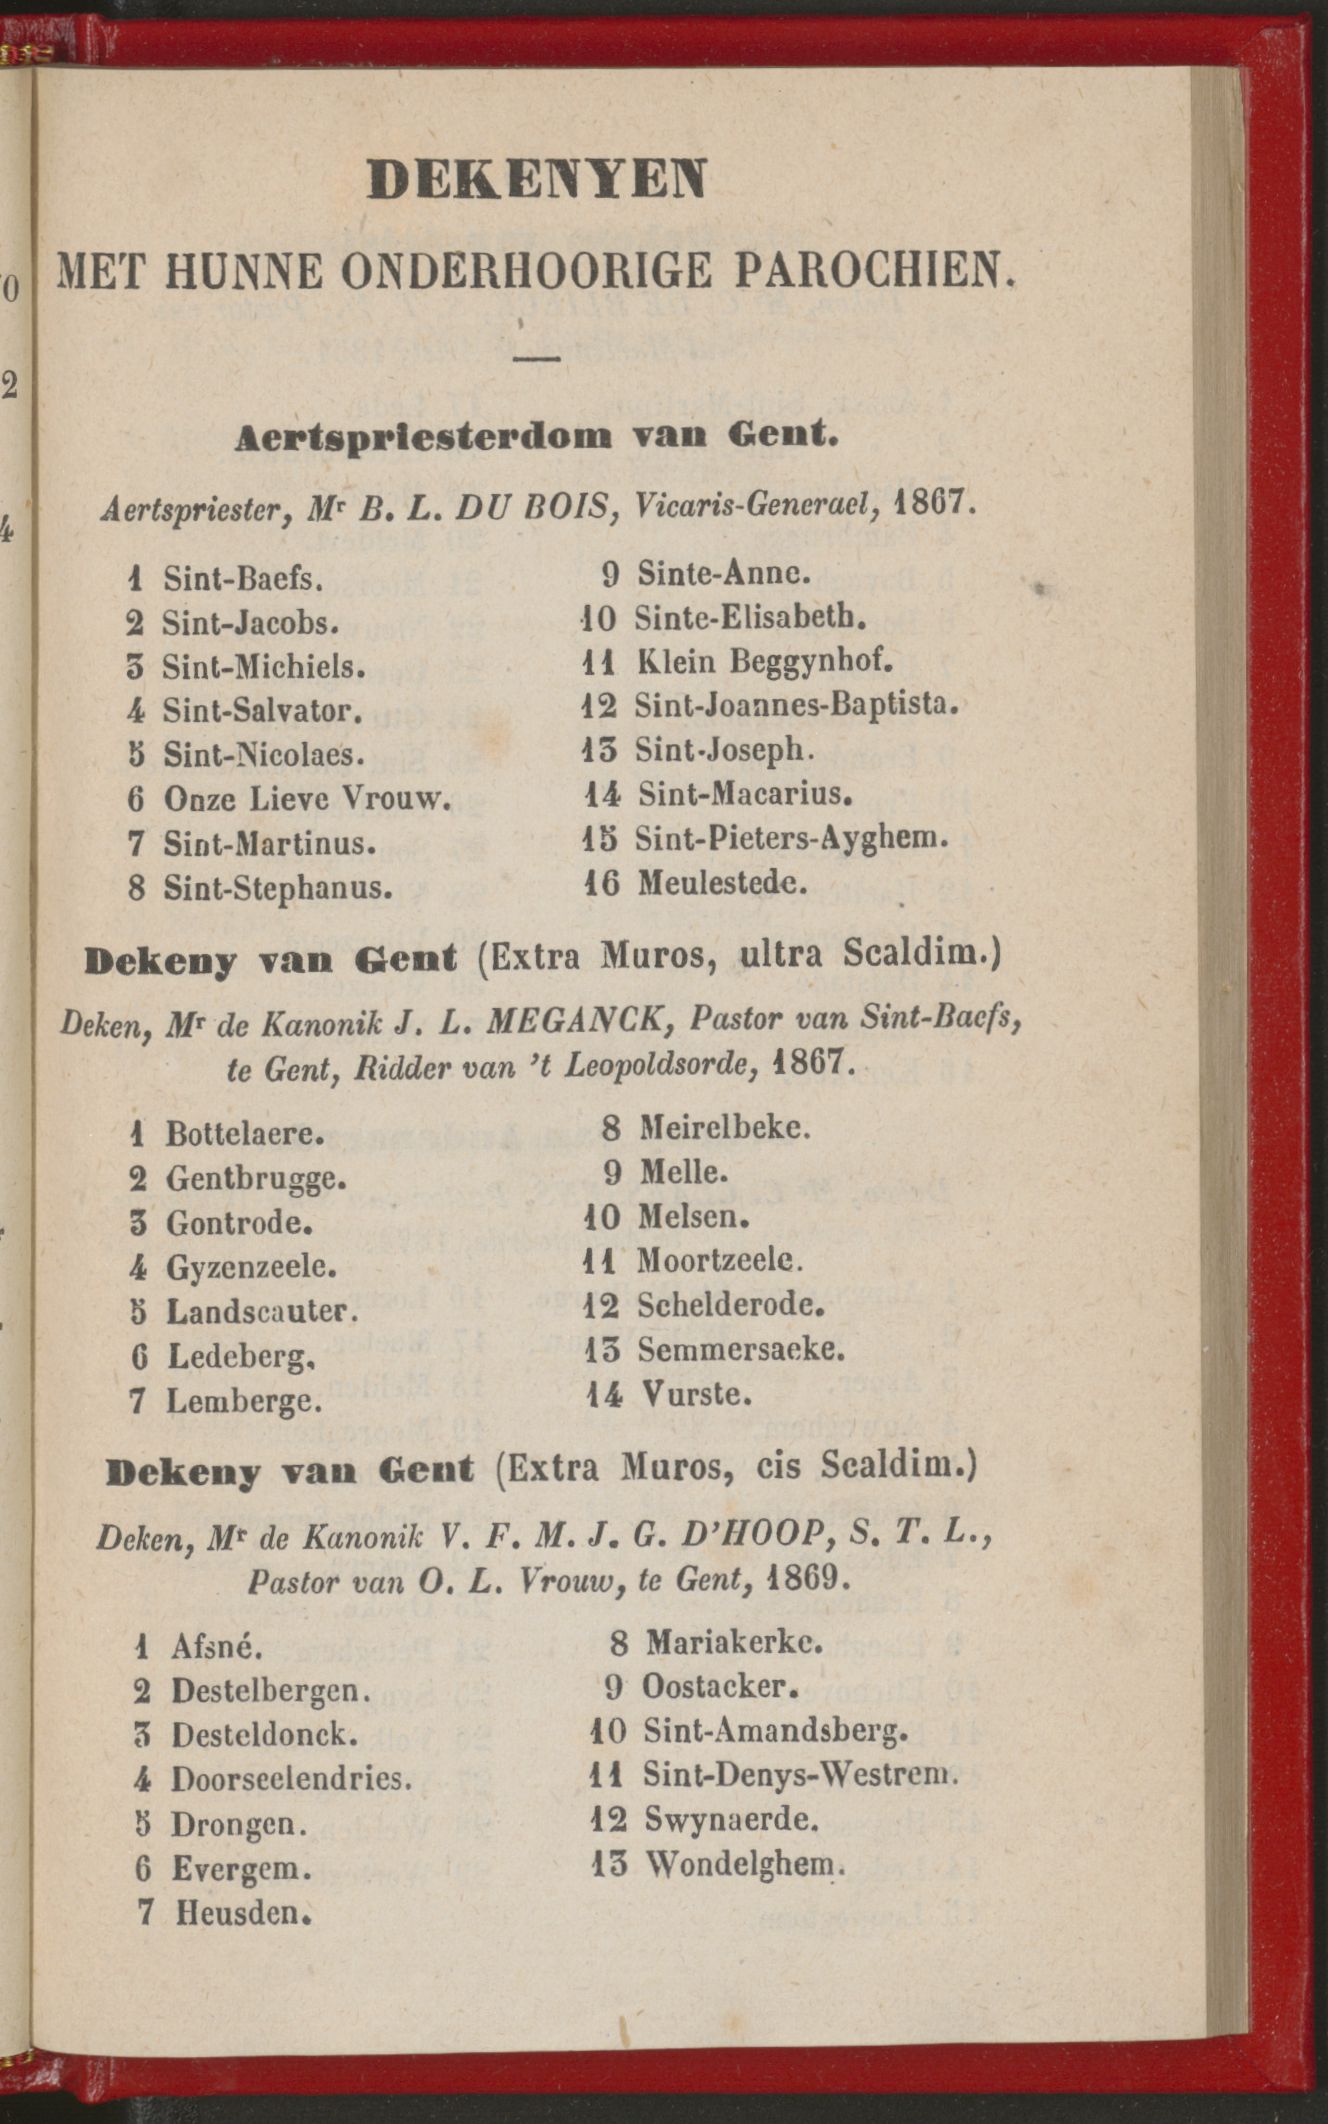 DEKENYEN
MET HUNNE ONDERHOORIGE PAROCHIEN.
Aertspriesterdom van Gent.
Aertspriester, Mr B. L. DU BOIS, Vicaris-Generael, 1867.
1 Sint-Baefs.
2 Sint-Jacobs.
3 Sint-Michiels.
4 Sint-Salvator.
5 Sint-Nicolaes.
6 Onze Lieve Vrouw.
7 Sint-Martinus.
8 Sint-Stephanus.
9 Sinte-Anne.
10 Sinte-Elisabeth.
11 Klein Beggynhof.
12 Sint-Joannes-Baptista.
13 Sint-Joseph.
14 Sint-Macarius.
15 Sint-Pieters-Ayghem.
16 Meulestede.
Dekeny van Gent (Extra Muros, ultra Scaldim.)
Deken, Mr de Kanonik J. L. MEGANCK, Pastor van Sint-Baefs,
te Gent, Ridder van 't Leopoldsorde, 1867.
1 Bottelaere.
2 Gentbrugge.
3 Gontrode.
4 Gyzenzeele.
5 Landscauter.
6 Ledeberg.
7 Lemberge.
8 Meirelbeke.
9 Melle.
10 Melsen.
11 Moortzeele.
12 Schelderode.
13 Semmersaeke.
14 Vurste.
Dekeny van Gent (Extra Muros, cis Scaldim.)
Deken, Mr de Kanonik V. F. M. J. G. D'HOOP, S. T. L.,
Pastor van O. L. Vrouw, te Gent, 1869.
1 Afsné.
2 Destelbergen.
3 Desteldonck.
4 Doorseelendries.
5 Drongen.
6 Evergem.
7 Heusden.
8 Mariakerke.
9 Oostacker.
10 Sint-Amandsberg.
11 Sint-Denys-Westrem.
12 Swynaerde.
13 Wondelghem.